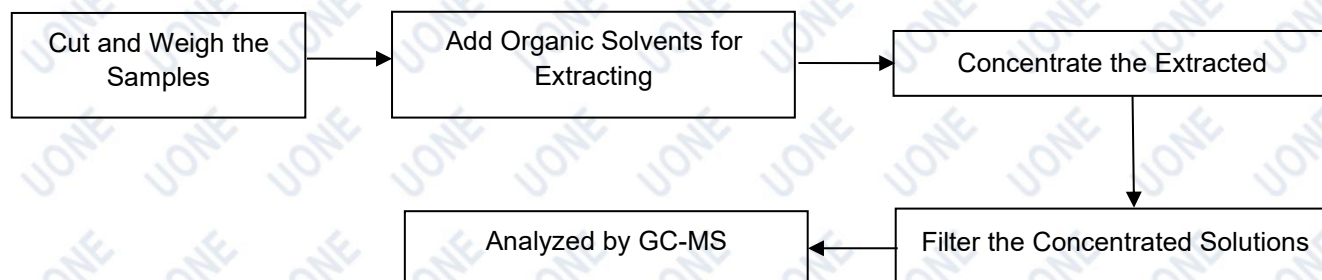 Cut and Weigh the
Samples
Add Organic Solvents for
Extracting
Concentrate the Extracted
Filter the Concentrated Solutions
Analyzed by GC-MS
UONE